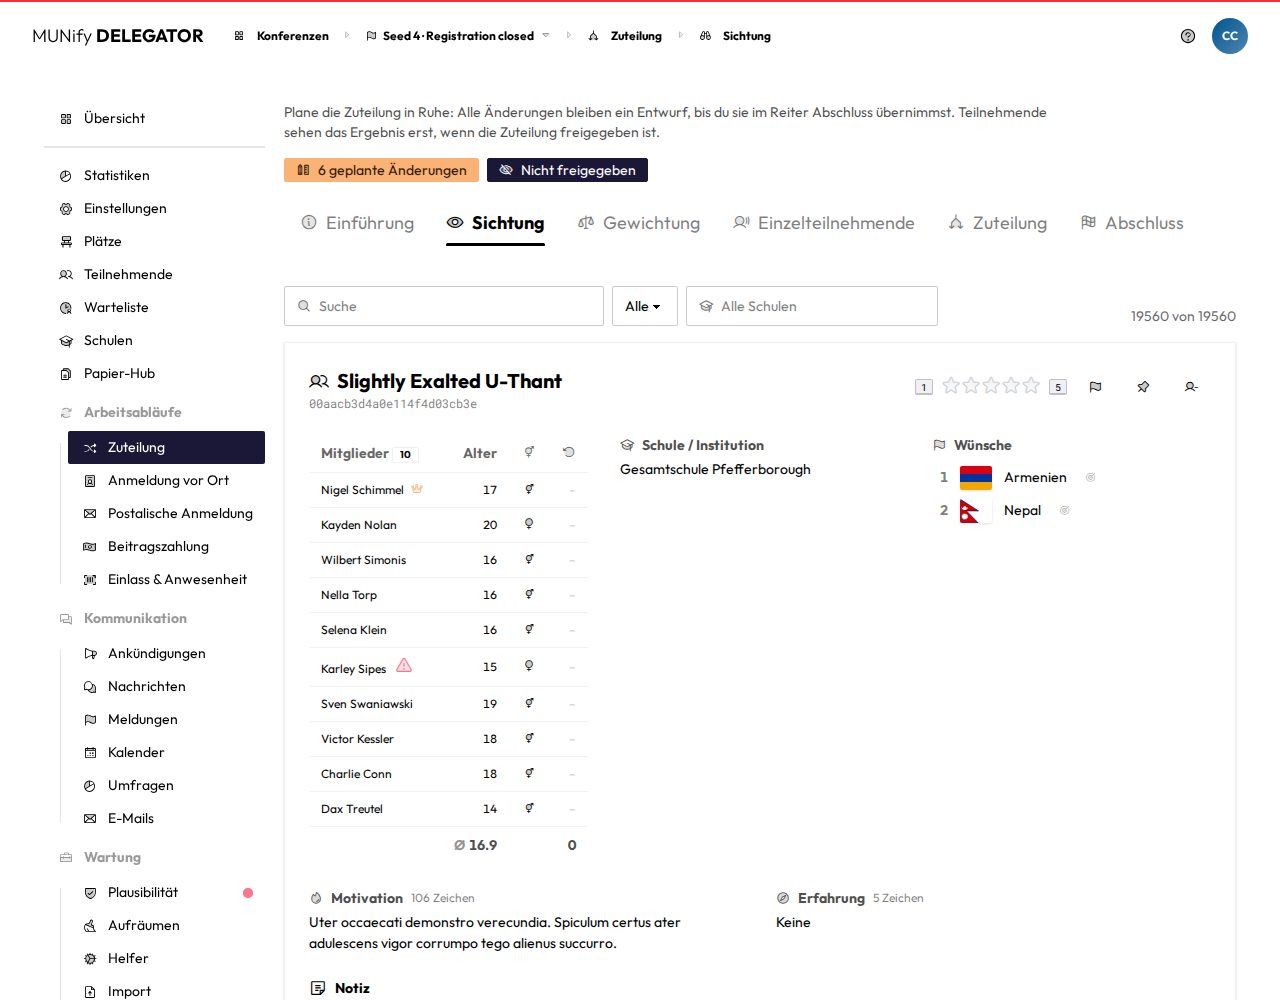 MUNify DELEGATOR
Konferenzen
Seed 4 · Registration closed
Zuteilung
Sichtung
CC
Übersicht
Statistiken
Einstellungen
Plätze
Teilnehmende
Warteliste
Schulen
Papier-Hub
Arbeitsabläufe
Zuteilung
Anmeldung vor Ort
Postalische Anmeldung
Beitragszahlung
Einlass & Anwesenheit
Kommunikation
Ankündigungen
Nachrichten
Meldungen
Kalender
Umfragen
E-Mails
Wartung
Plausibilität
Aufräumen
Helfer
Import
Plane die Zuteilung in Ruhe: Alle Änderungen bleiben ein Entwurf, bis du sie im Reiter Abschluss übernimmst. Teilnehmende
sehen das Ergebnis erst, wenn die Zuteilung freigegeben ist.
6 geplante Änderungen
Nicht freigegeben
Einführung
Sichtung
Gewichtung
Einzelteilnehmende
Zuteilung
Abschluss
Suche
Alle
Alle Schulen
19560 von 19560
Slightly Exalted U-Thant
00aacb3d4a0e114f4d03cb3e
1
5
Mitglieder 10 Alter
Nigel Schimmel 17 –
Kayden Nolan 20 –
Wilbert Simonis 16 –
Nella Torp 16 –
Selena Klein 16 –
Karley Sipes 15 –
Sven Swaniawski 19 –
Victor Kessler 18 –
Charlie Conn 18 –
Dax Treutel 14 –
Ø 16.9 0
Schule / Institution
Gesamtschule Pfefferborough
Wünsche
1 Armenien
2 Nepal
Motivation 106 Zeichen
Uter occaecati demonstro verecundia. Spiculum certus ater
adulescens vigor corrumpo tego alienus succurro.
Erfahrung 5 Zeichen
Keine
Notiz